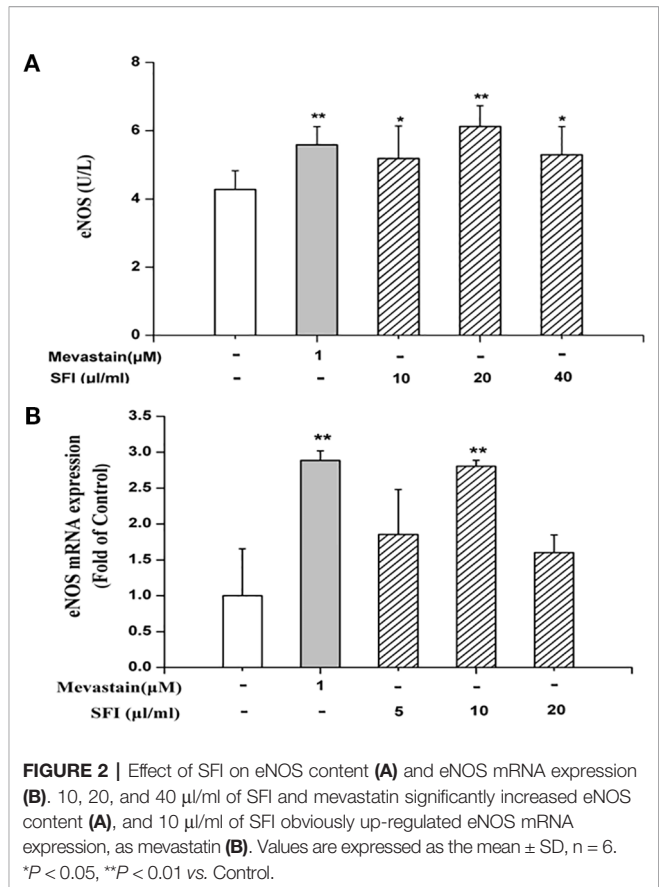 A
8
6
4
2
0
eNOS (U/L)
** * ** *
Mevastain(μM) - 1 - - -
SFI (μl/ml) - - 10 20 40
B
3.5
3.0
2.5
2.0
1.5
1.0
0.5
0.0
eNOS mRNA expression
(Fold of Control)
** **
Mevastain(μM) - 1 - - -
SFI (μl/ml) - - 5 10 20
FIGURE 2 | Effect of SFI on eNOS content (A) and eNOS mRNA expression
(B). 10, 20, and 40 μl/ml of SFI and mevastatin significantly increased eNOS
content (A), and 10 μl/ml of SFI obviously up-regulated eNOS mRNA
expression, as mevastatin (B). Values are expressed as the mean ± SD, n = 6.
*P < 0.05, **P < 0.01 vs. Control.